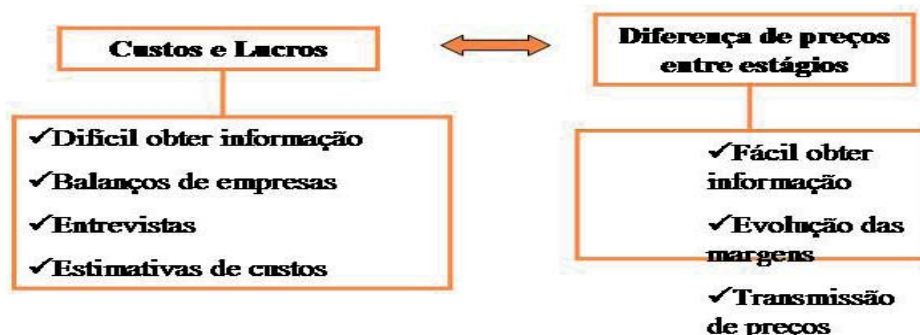 Custos e Lucros
✓Difícil obter informação
✓Balanços de empresas
✓Entrevistas
✓Estimativas de custos
Diferença de preços
entre estágios
✓Fácil obter
informação
✓Evolução das
margens
✓Transmissão
de preços